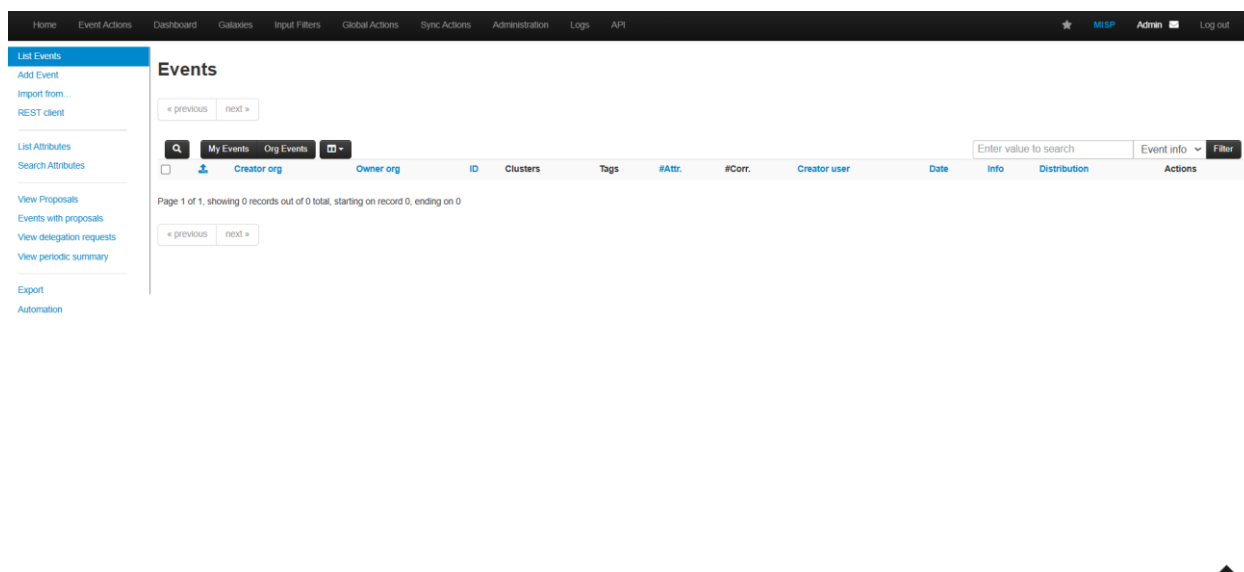 Home Event Actions Dashboard Galaxies Input Filters Global Actions Sync Actions Administration Logs API MISP Admin Log out
List Events
Add Event
Import from...
REST client
List Attributes
Search Attributes
View Proposals
Events with proposals
View delegation requests
View periodic summary
Export
Automation
Events
« previous next »
My Events Org Events Enter value to search Event info Filter
Creator org Owner org ID Clusters Tags #Attr. #Corr. Creator user Date Info Distribution Actions
Page 1 of 1, showing 0 records out of 0 total, starting on record 0, ending on 0
« previous next »